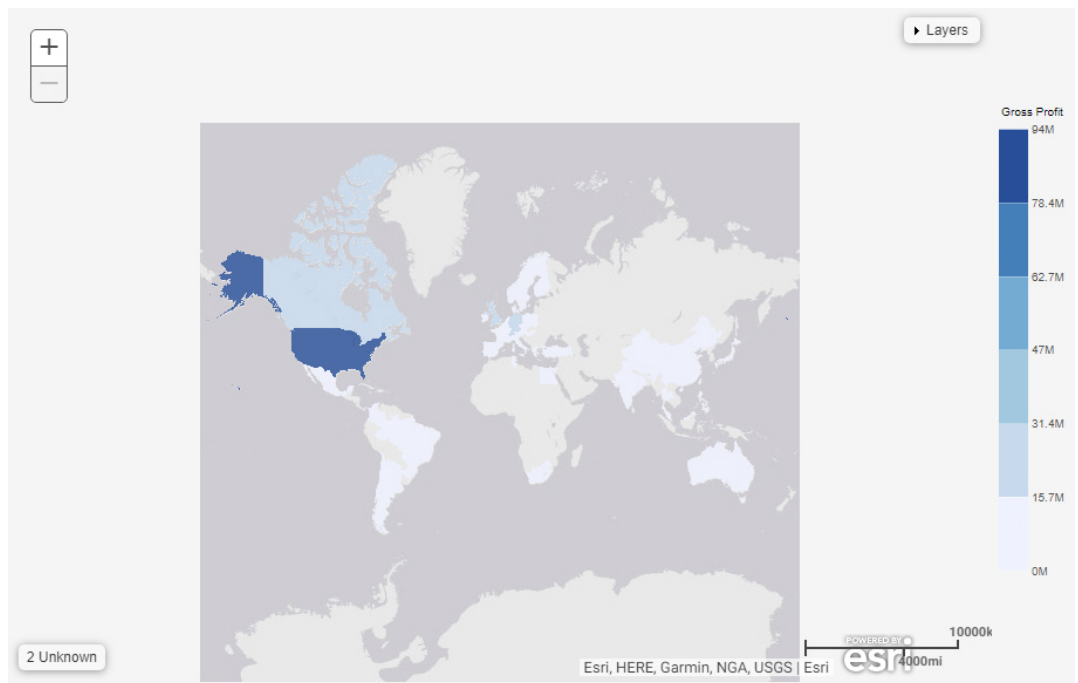 +
Layers
−
Gross Profit
94M
78.4M
62.7M
47M
31.4M
15.7M
0M
2 Unknown
Esri, HERE, Garmin, NGA, USGS | Esri
10000k
POWERED BY
esri
4000mi